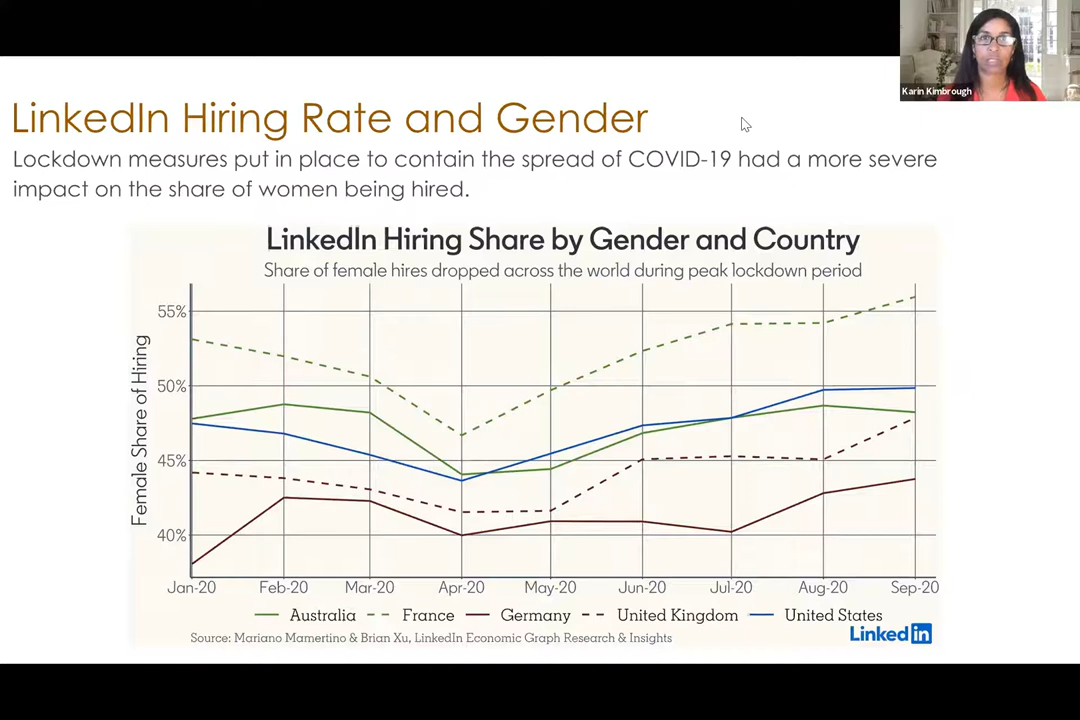 Karin Kimbrough
LinkedIn Hiring Rate and Gender
Lockdown measures put in place to contain the spread of COVID-19 had a more severe
impact on the share of women being hired.
LinkedIn Hiring Share by Gender and Country
Share of female hires dropped across the world during peak lockdown period
Female Share of Hiring
55%
50%
45%
40%
Jan-20 Feb-20 Mar-20 Apr-20 May-20 Jun-20 Jul-20 Aug-20 Sep-20
Australia France Germany United Kingdom United States
Source: Mariano Mamertino & Brian Xu, LinkedIn Economic Graph Research & Insights
Linked in